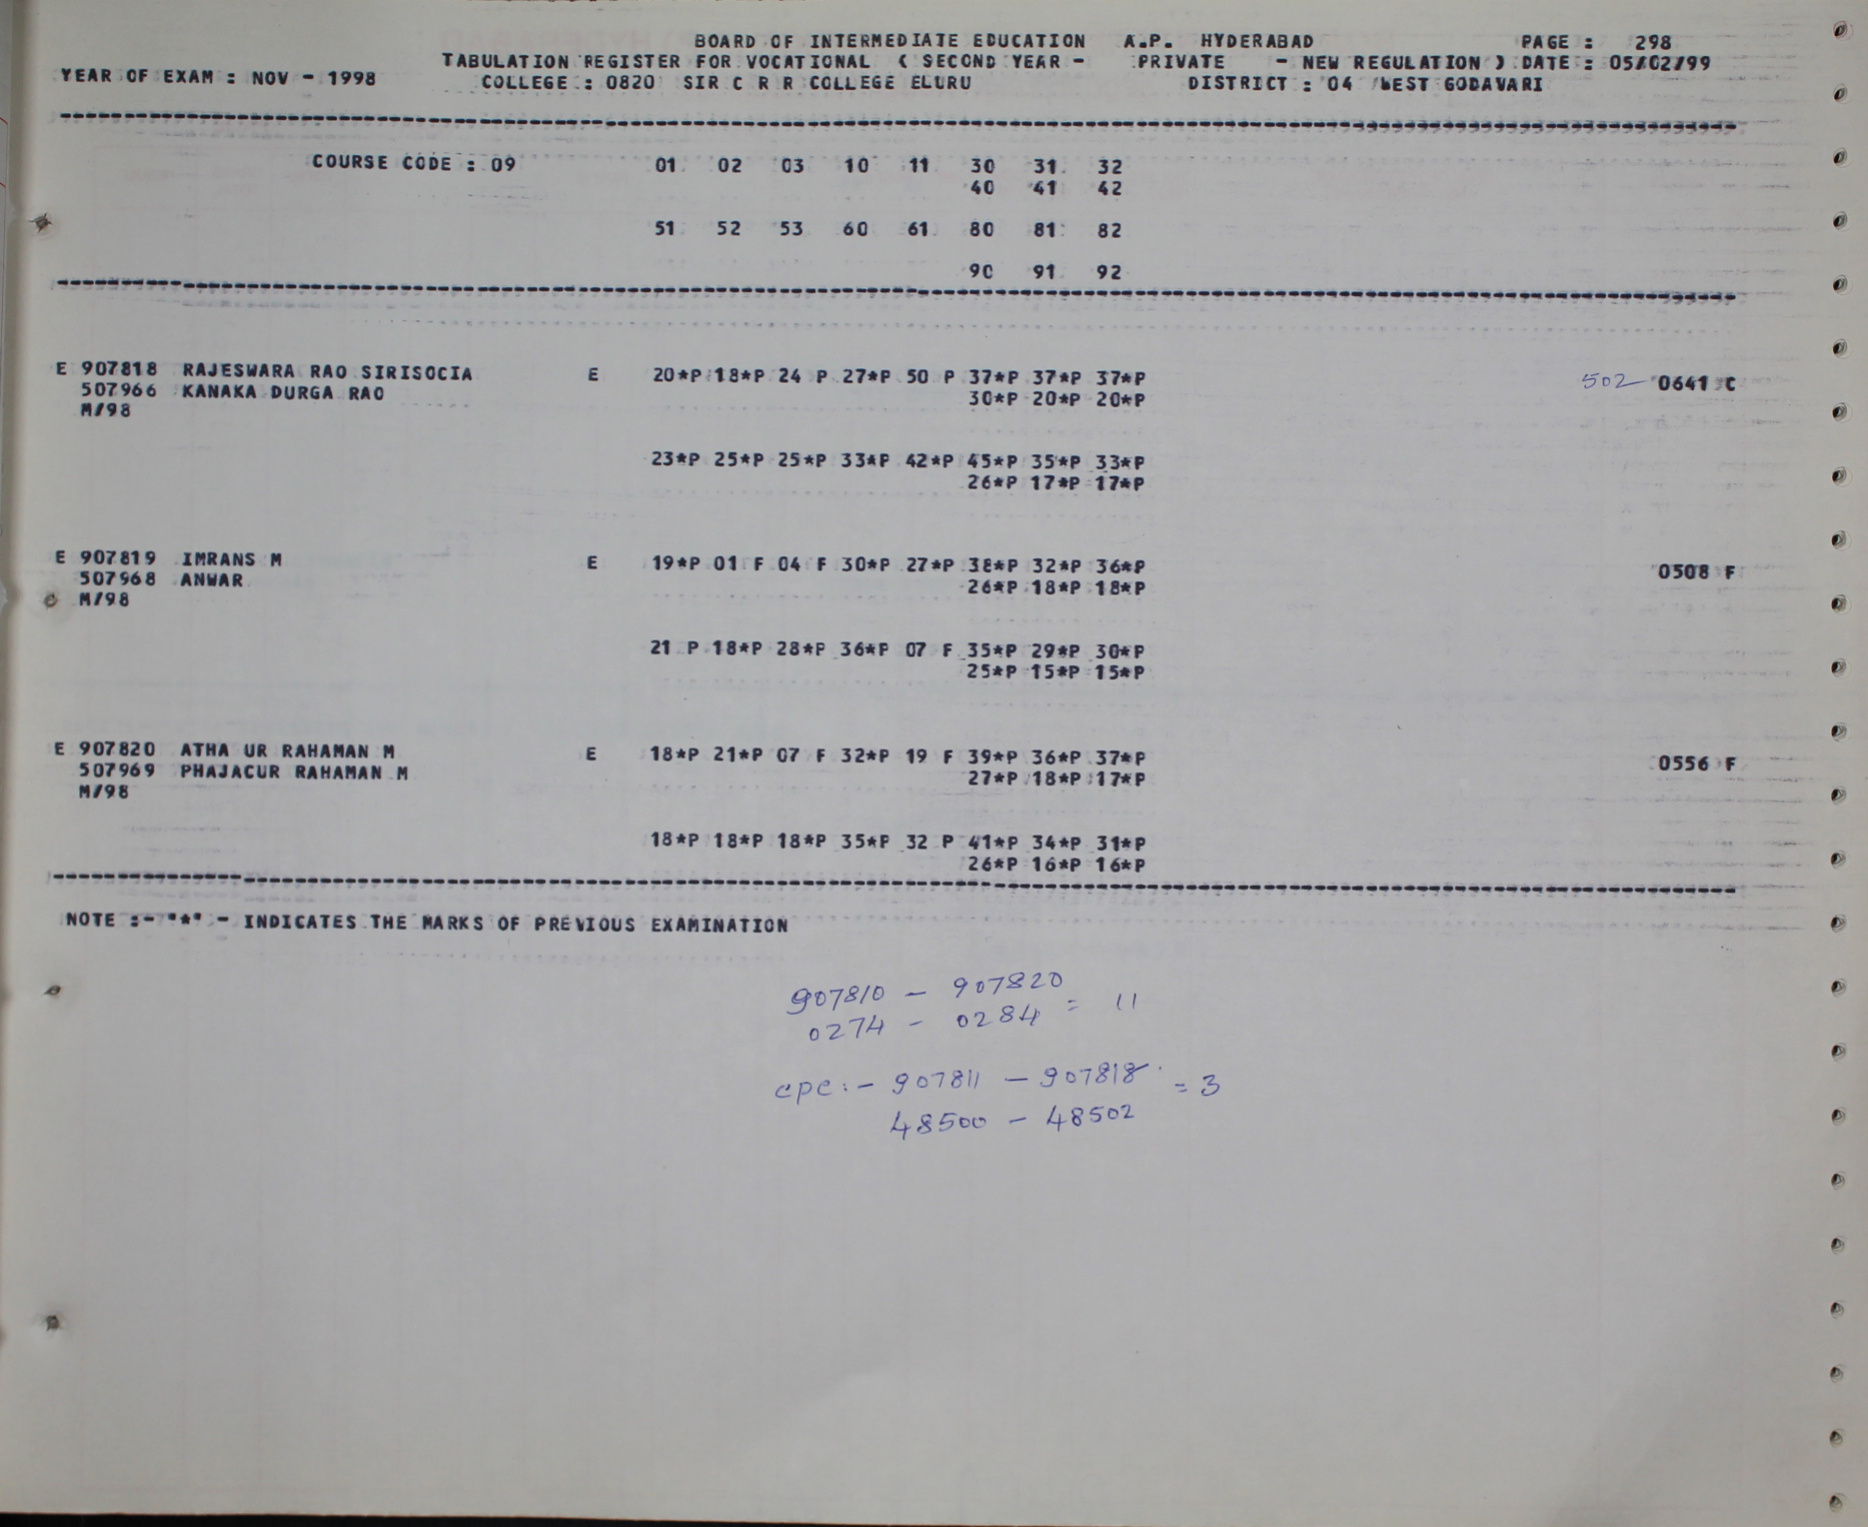 BOARD OF INTERMEDIATE EDUCATION A.P. HYDERABAD PAGE : 298
TABULATION REGISTER FOR VOCATIONAL ( SECOND YEAR - PRIVATE - NEW REGULATION ) DATE : 05/02/99
YEAR OF EXAM : NOV - 1998 COLLEGE : 0820 SIR C R R COLLEGE ELURU DISTRICT : 04 WEST GODAVARI
COURSE CODE : 09 01 02 03 10 11 30 31 32
40 41 42
51 52 53 60 61 80 81 82
90 91 92
E 907818 RAJESWARA RAO SIRISOCIA E 20*P 18*P 24 P 27*P 50 P 37*P 37*P 37*P 502 0641 C
507966 KANAKA DURGA RAO 30*P 20*P 20*P
M/98
23*P 25*P 25*P 33*P 42*P 45*P 35*P 33*P
26*P 17*P 17*P
E 907819 IMRANS M E 19*P 01 F 04 F 30*P 27*P 38*P 32*P 36*P 0508 F
507968 ANWAR 26*P 18*P 18*P
M/98
21 P 18*P 28*P 36*P 07 F 35*P 29*P 30*P
25*P 15*P 15*P
E 907820 ATHA UR RAHAMAN M E 18*P 21*P 07 F 32*P 19 F 39*P 36*P 37*P 0556 F
507969 PHAJACUR RAHAMAN M 27*P 18*P 17*P
M/98
18*P 18*P 18*P 35*P 32 P 41*P 34*P 31*P
26*P 16*P 16*P
NOTE :- "*" - INDICATES THE MARKS OF PREVIOUS EXAMINATION
907810 - 907820
0274 - 0284 = 11
cpc :- 907811 - 907818 = 3
48500 - 48502